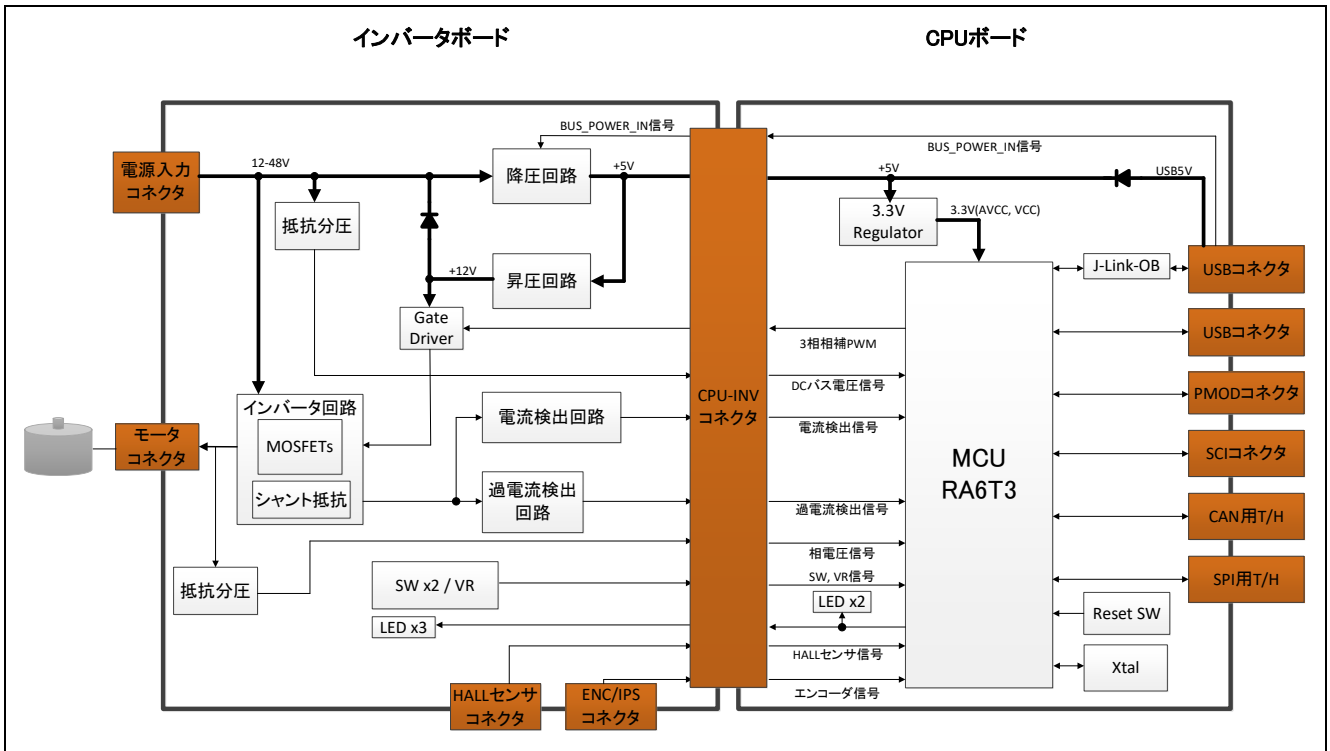 インバータボード
CPUボード
BUS_POWER_IN信号
BUS_POWER_IN信号
電源入力
コネクタ
12-48V
降圧回路
+5V
+5V
USB5V
抵抗分圧
3.3V
Regulator
3.3V(AVCC, VCC)
+12V
昇圧回路
J-Link-OB
USBコネクタ
Gate
Driver
3相相補PWM
USBコネクタ
DCバス電圧信号
CPU-INV
コネクタ
PMODコネクタ
インバータ回路
MOSFETs
シャント抵抗
電流検出回路
電流検出信号
モータ
コネクタ
MCU
RA6T3
SCIコネクタ
過電流検出
回路
過電流検出信号
CAN用T/H
相電圧信号
抵抗分圧
SW x2 / VR
SW, VR信号
SPI用T/H
LED x2
LED x3
Reset SW
HALLセンサ信号
Xtal
HALLセンサ
コネクタ
ENC/IPS
コネクタ
エンコーダ信号